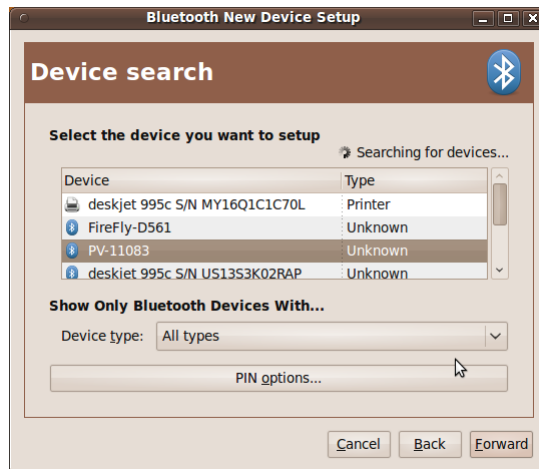 Bluetooth New Device Setup
Device search
Select the device you want to setup
Searching for devices...
Device Type
deskjet 995c S/N MY16Q1C1C70L Printer
FireFly-D561 Unknown
PV-11083 Unknown
deskjet 995c S/N US13S3K02RAP Unknown
Show Only Bluetooth Devices With...
Device type: All types
PIN options...
Cancel Back Forward